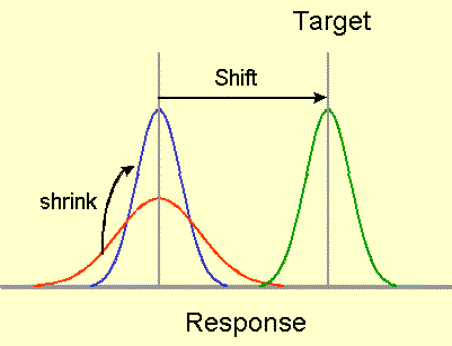 Target
Shift
shrink
Response